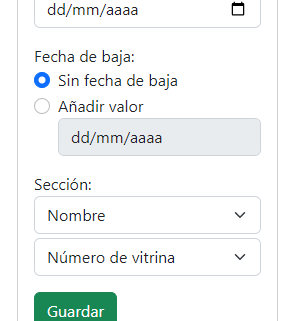 dd/mm/aaaa
Fecha de baja:
Sin fecha de baja
Añadir valor
dd/mm/aaaa
Sección:
Nombre
Número de vitrina
Guardar